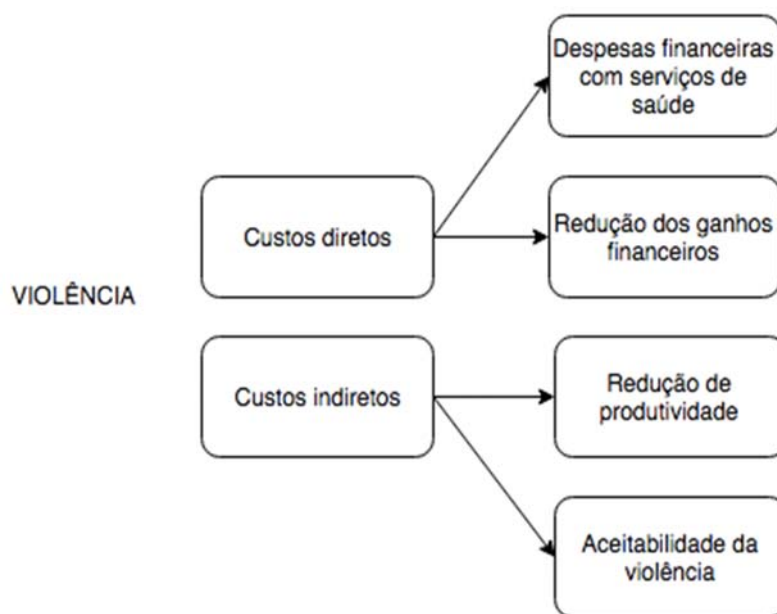 VIOLÊNCIA
Custos diretos
Despesas financeiras
com serviços de
saúde
Redução dos ganhos
financeiros
Custos indiretos
Redução de
produtividade
Aceitabilidade da
violência